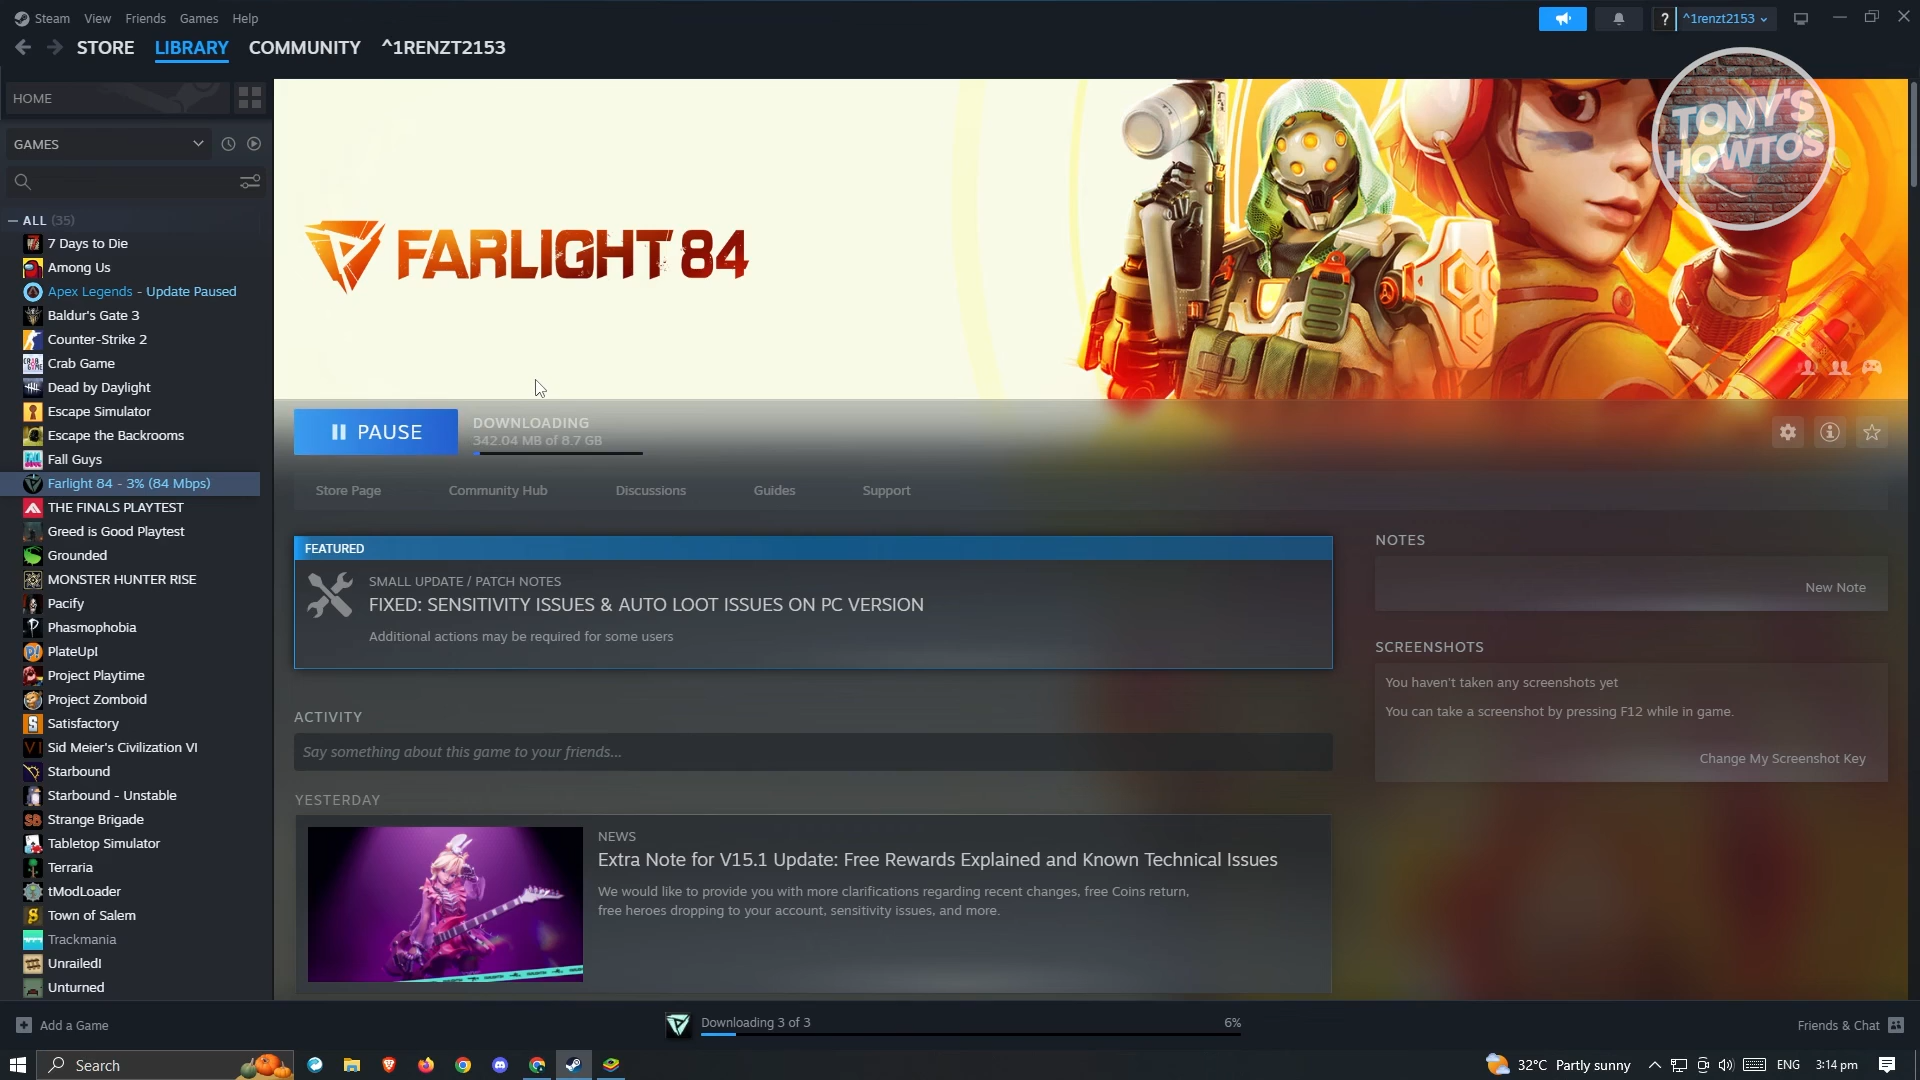 Steam View Friends Games Help
? ^1renzt2153
STORE LIBRARY COMMUNITY ^1RENZT2153
TONY'S
HOWTOS
HOME
GAMES
ALL (35)
7 Days to Die
Among Us
Apex Legends - Update Paused
Baldur's Gate 3
Counter-Strike 2
Crab Game
Dead by Daylight
Escape Simulator
Escape the Backrooms
Fall Guys
Farlight 84 - 3% (84 Mbps)
THE FINALS PLAYTEST
Greed is Good Playtest
Grounded
MONSTER HUNTER RISE
Pacify
Phasmophobia
PlateUp!
Project Playtime
Project Zomboid
Satisfactory
Sid Meier's Civilization VI
Starbound
Starbound - Unstable
Strange Brigade
Tabletop Simulator
Terraria
tModLoader
Town of Salem
Trackmania
Unrailed!
Unturned
FARLIGHT 84
PAUSE
DOWNLOADING
342.04 MB of 8.7 GB
Store Page Community Hub Discussions Guides Support
FEATURED
SMALL UPDATE / PATCH NOTES
FIXED: SENSITIVITY ISSUES & AUTO LOOT ISSUES ON PC VERSION
Additional actions may be required for some users
ACTIVITY
Say something about this game to your friends...
YESTERDAY
NEWS
Extra Note for V15.1 Update: Free Rewards Explained and Known Technical Issues
We would like to provide you with more clarifications regarding recent changes, free Coins return,
free heroes dropping to your account, sensitivity issues, and more.
NOTES
New Note
SCREENSHOTS
You haven't taken any screenshots yet
You can take a screenshot by pressing F12 while in game.
Change My Screenshot Key
Add a Game
Downloading 3 of 3 6%
Friends & Chat
Search
32°C Partly sunny ENG 3:14 pm